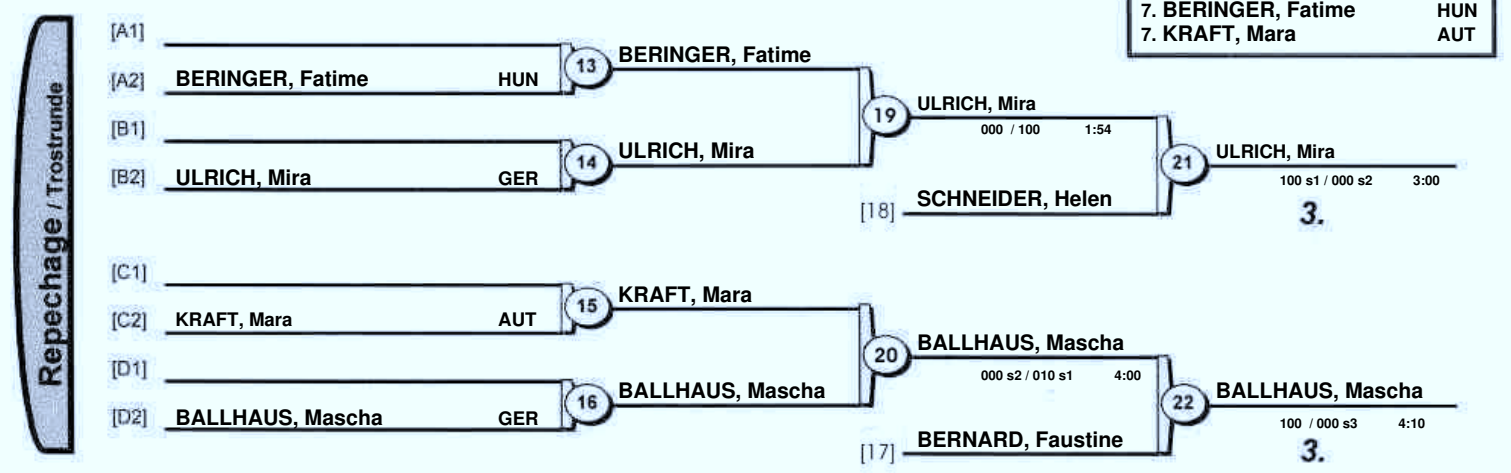 7. BERINGER, Fatime HUN
7. KRAFT, Mara AUT
Repechage / Trostrunde
[A1]
[A2] BERINGER, Fatime HUN
13 BERINGER, Fatime
[B1]
[B2] ULRICH, Mira GER
14 ULRICH, Mira
19 ULRICH, Mira
000 / 100 1:54
[18] SCHNEIDER, Helen
21 ULRICH, Mira
100 s1 / 000 s2 3:00
3.
[C1]
[C2] KRAFT, Mara AUT
15 KRAFT, Mara
[D1]
[D2] BALLHAUS, Mascha GER
16 BALLHAUS, Mascha
20 BALLHAUS, Mascha
000 s2 / 010 s1 4:00
[17] BERNARD, Faustine
22 BALLHAUS, Mascha
100 / 000 s3 4:10
3.